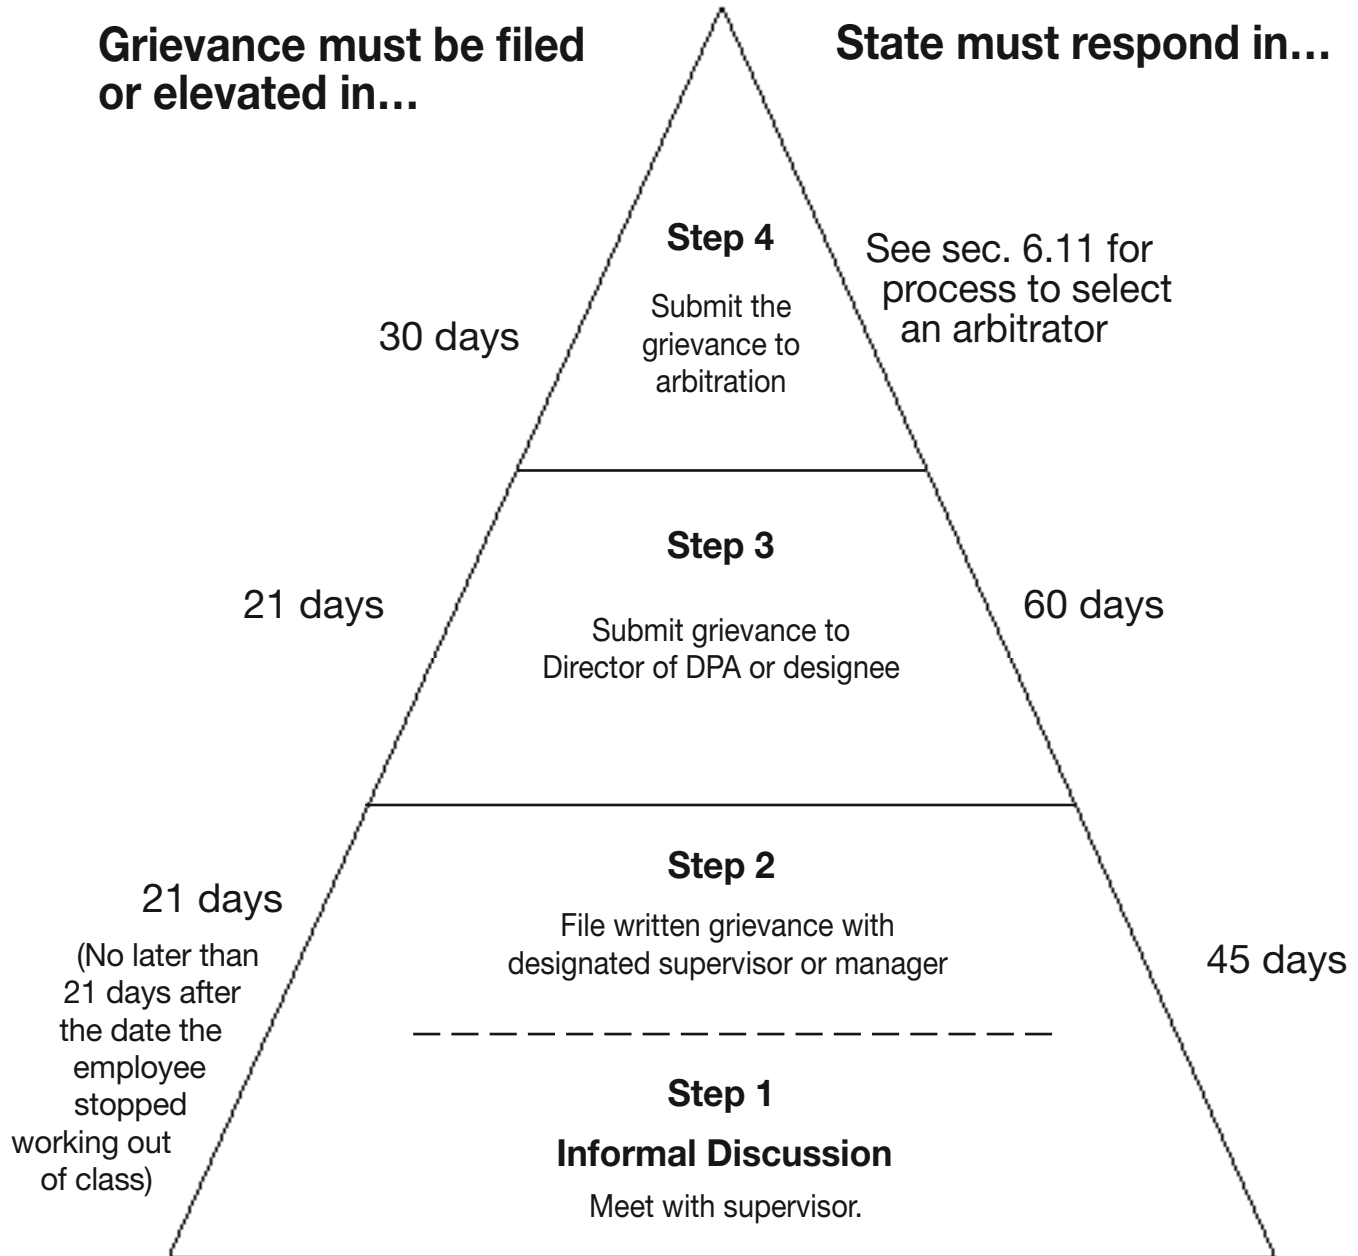 Grievance must be filed
or elevated in...
State must respond in...
Step 4
Submit the
grievance to
arbitration
30 days
See sec. 6.11 for
process to select
an arbitrator
Step 3
Submit grievance to
Director of DPA or designee
21 days
60 days
Step 2
File written grievance with
designated supervisor or manager
21 days
(No later than
21 days after
the date the
employee
stopped
working out
of class)
45 days
Step 1
Informal Discussion
Meet with supervisor.